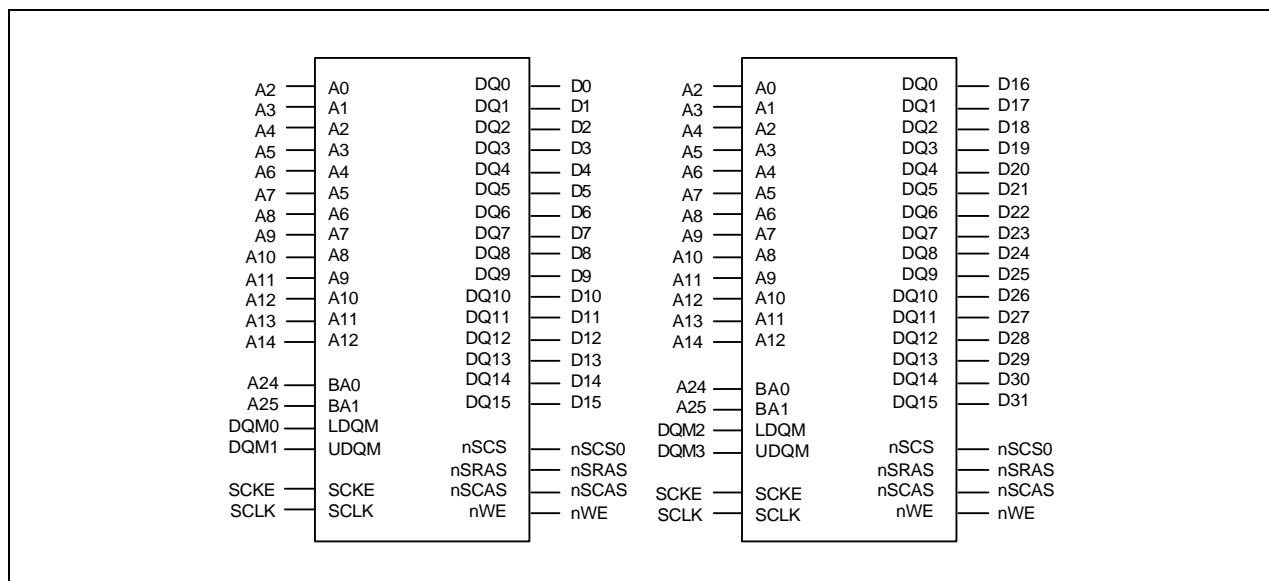 A2 A0 DQ0 D0 A2 A0 DQ0 D16
A3 A1 DQ1 D1 A3 A1 DQ1 D17
A4 A2 DQ2 D2 A4 A2 DQ2 D18
A5 A3 DQ3 D3 A5 A3 DQ3 D19
A6 A4 DQ4 D4 A6 A4 DQ4 D20
A7 A5 DQ5 D5 A7 A5 DQ5 D21
A8 A6 DQ6 D6 A8 A6 DQ6 D22
A9 A7 DQ7 D7 A9 A7 DQ7 D23
A10 A8 DQ8 D8 A10 A8 DQ8 D24
A11 A9 DQ9 D9 A11 A9 DQ9 D25
A12 A10 DQ10 D10 A12 A10 DQ10 D26
A13 A11 DQ11 D11 A13 A11 DQ11 D27
A14 A12 DQ12 D12 A14 A12 DQ12 D28
DQ13 D13 DQ13 D29
A24 BA0 DQ14 D14 A24 BA0 DQ14 D30
A25 BA1 DQ15 D15 A25 BA1 DQ15 D31
DQM0 LDQM DQM2 LDQM
DQM1 UDQM nSCS nSCS0 DQM3 UDQM nSCS nSCS0
nSRAS nSRAS nSRAS nSRAS
SCKE SCKE nSCAS nSCAS SCKE SCKE nSCAS nSCAS
SCLK SCLK nWE nWE SCLK SCLK nWE nWE